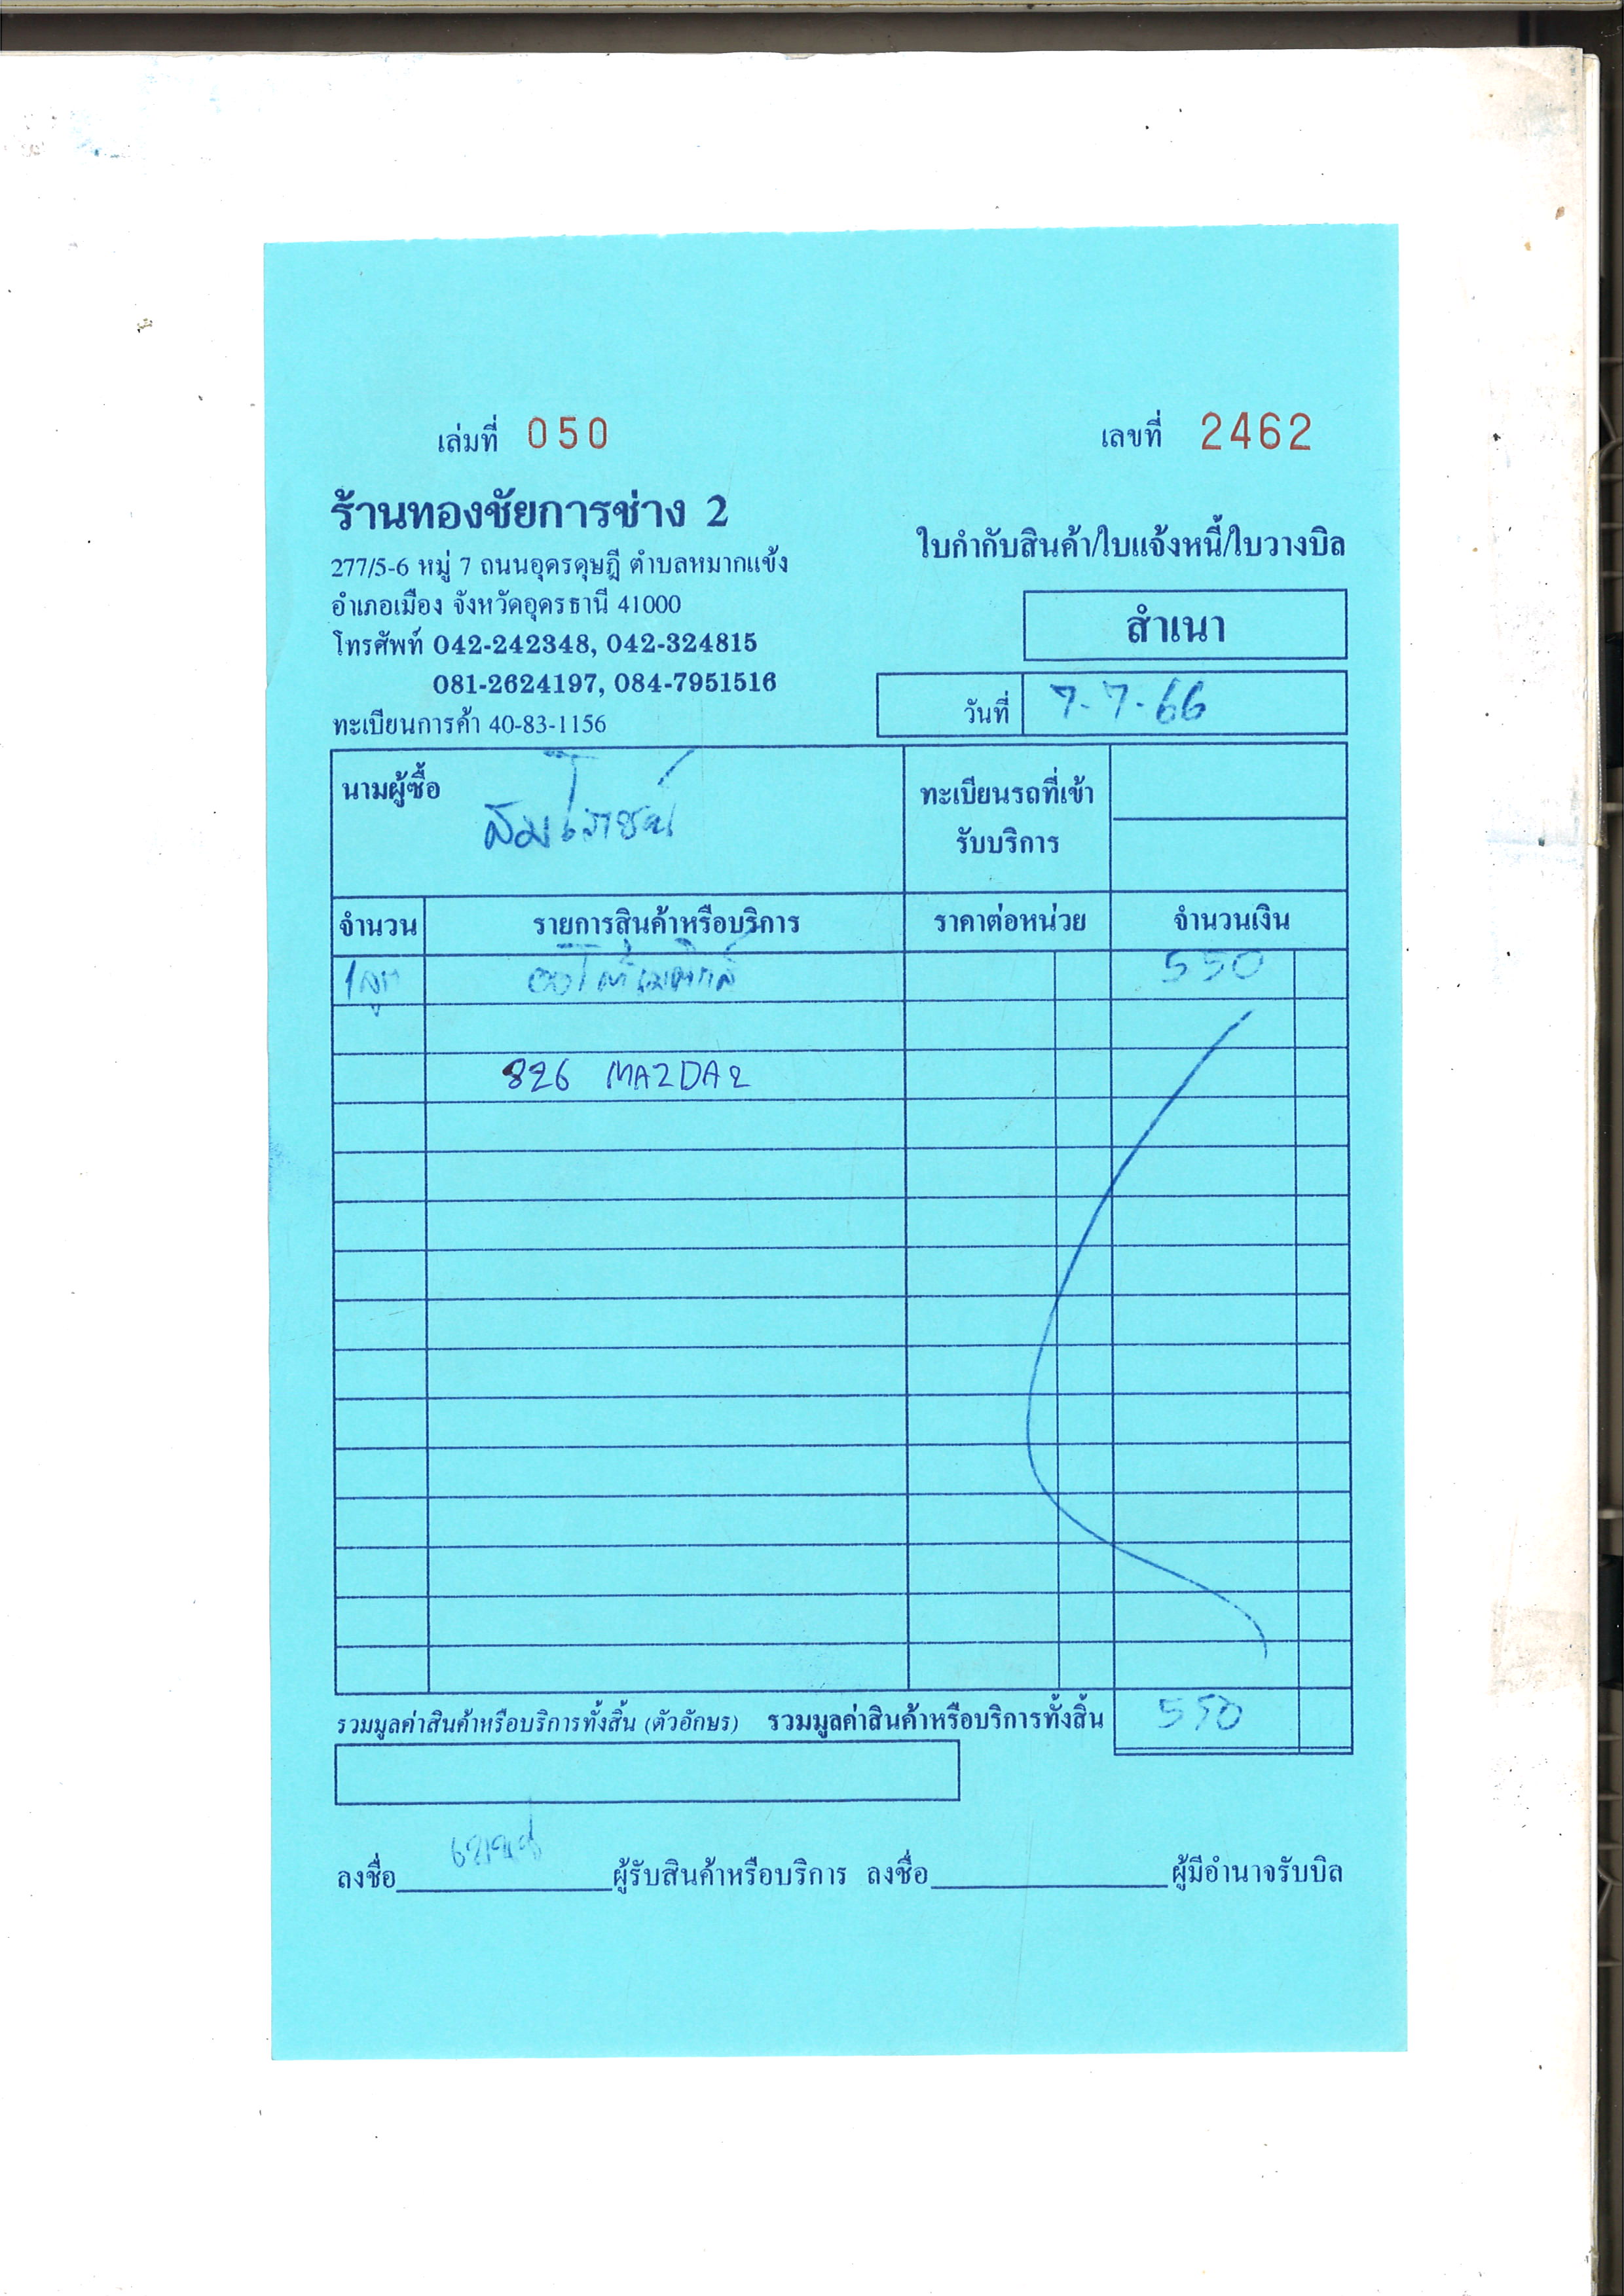 เล่มที่ 050 เลขที่ 2462
ร้านทองชัยการช่าง 2
ใบกำกับสินค้า/ใบแจ้งหนี้/ใบวางบิล
277/5-6 หมู่ 7 ถนนอุดรดุษฎี ตำบลหมากแข้ง
อำเภอเมือง จังหวัดอุดรธานี 41000
สำเนา
โทรศัพท์ 042-242348, 042-324815
081-2624197, 084-7951516
วันที่ 7-7-66
ทะเบียนการค้า 40-83-1156
นามผู้ซื้อ
ทะเบียนรถที่เข้า
รับบริการ
จำนวน รายการสินค้าหรือบริการ ราคาต่อหน่วย จำนวนเงิน
1 ลูก 550
826 MAZDA2
รวมมูลค่าสินค้าหรือบริการทั้งสิ้น (ตัวอักษร) รวมมูลค่าสินค้าหรือบริการทั้งสิ้น 550
ลงชื่อ ผู้รับสินค้าหรือบริการ ลงชื่อ ผู้มีอำนาจรับบิล